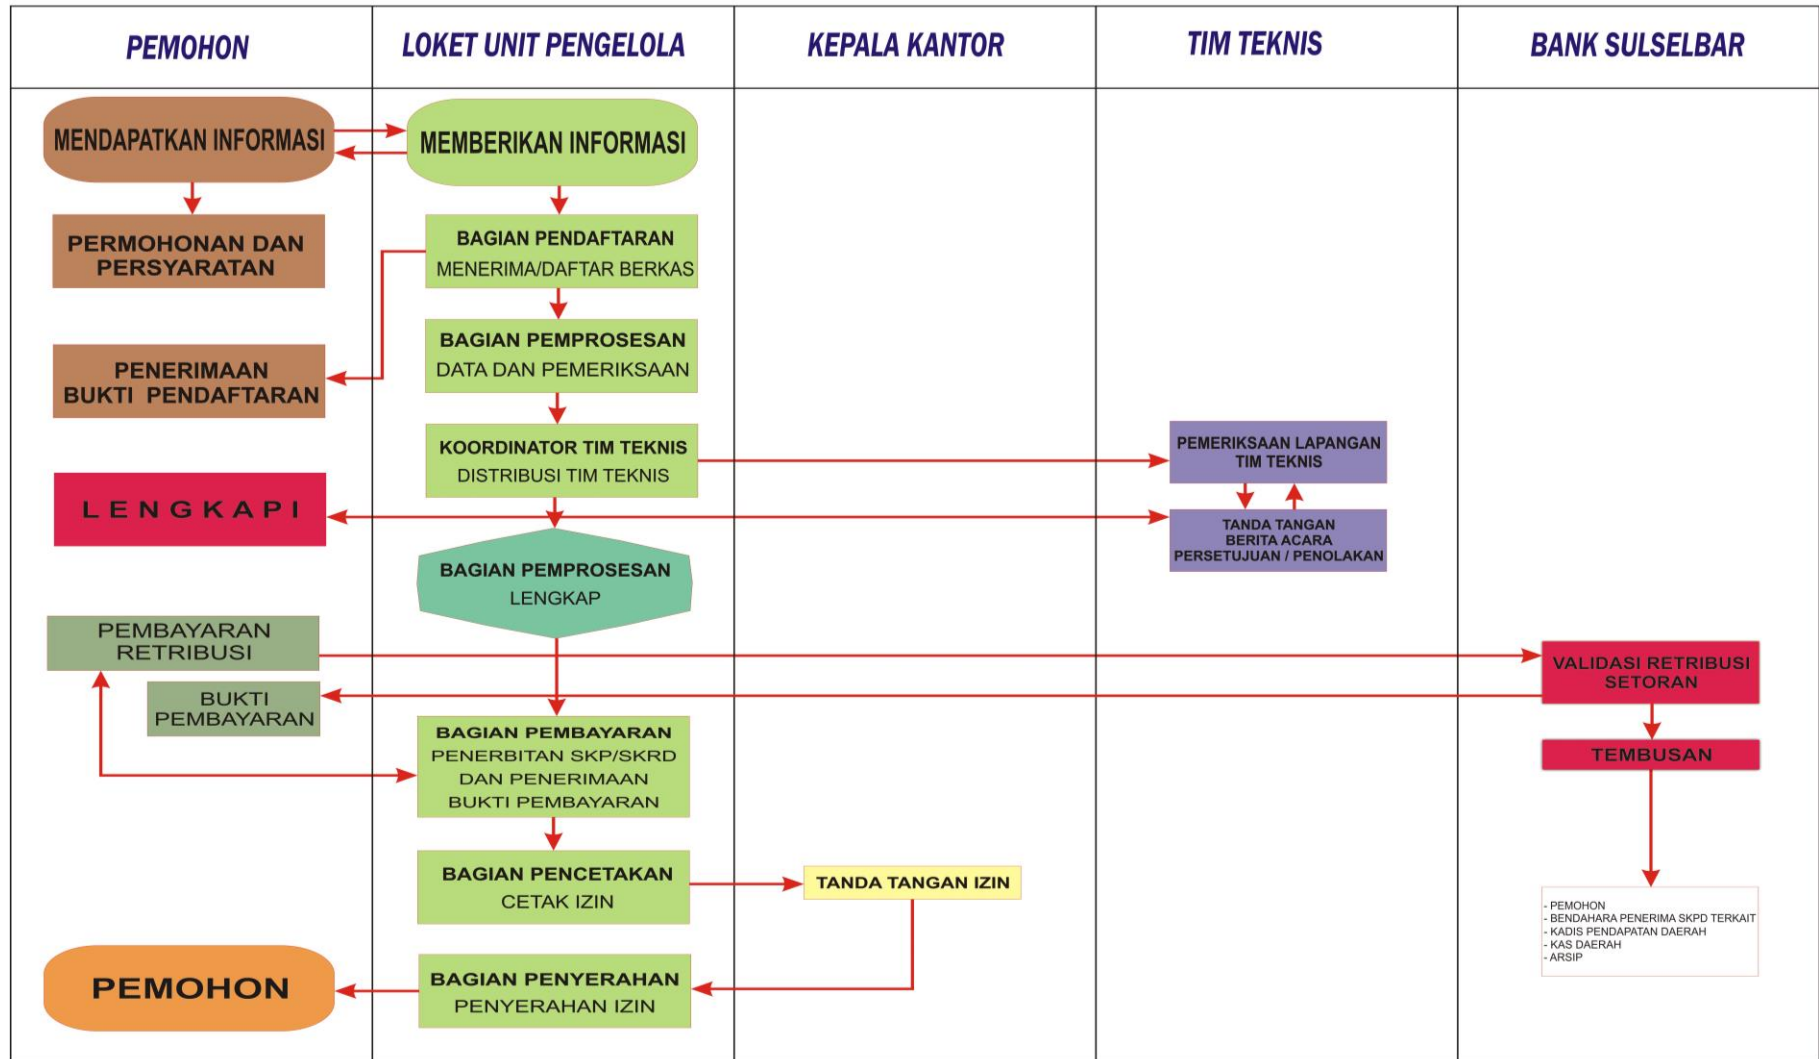 PEMOHON
LOKET UNIT PENGELOLA
KEPALA KANTOR
TIM TEKNIS
BANK SULSELBAR
MENDAPATKAN INFORMASI
MEMBERIKAN INFORMASI
PERMOHONAN DAN
PERSYARATAN
BAGIAN PENDAFTARAN
MENERIMA/DAFTAR BERKAS
BAGIAN PEMPROSESAN
DATA DAN PEMERIKSAAN
PENERIMAAN
BUKTI PENDAFTARAN
KOORDINATOR TIM TEKNIS
DISTRIBUSI TIM TEKNIS
PEMERIKSAAN LAPANGAN
TIM TEKNIS
L E N G K A P I
TANDA TANGAN
BERITA ACARA
PERSETUJUAN / PENOLAKAN
BAGIAN PEMPROSESAN
LENGKAP
PEMBAYARAN
RETRIBUSI
VALIDASI RETRIBUSI
SETORAN
BUKTI
PEMBAYARAN
BAGIAN PEMBAYARAN
PENERBITAN SKP/SKRD
DAN PENERIMAAN
BUKTI PEMBAYARAN
TEMBUSAN
BAGIAN PENCETAKAN
CETAK IZIN
TANDA TANGAN IZIN
- PEMOHON
- BENDAHARA PENERIMA SKPD TERKAIT
- KADIS PENDAPATAN DAERAH
- KAS DAERAH
- ARSIP
PEMOHON
BAGIAN PENYERAHAN
PENYERAHAN IZIN